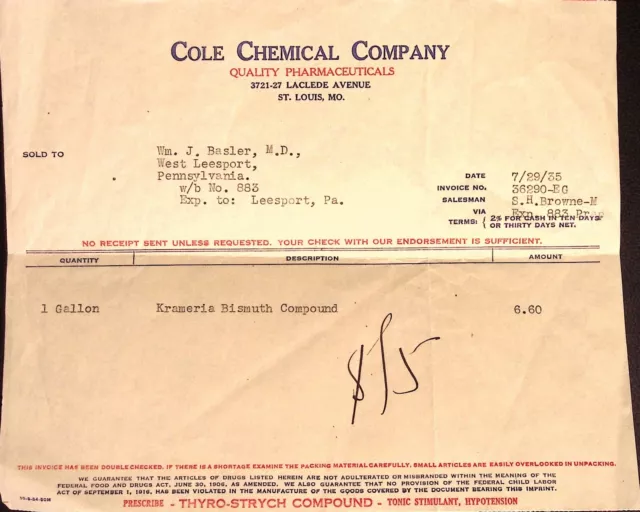 COLE CHEMICAL COMPANY
QUALITY PHARMACEUTICALS
3721-27 LACLEDE AVENUE
ST. LOUIS, MO.
SOLD TO
Wm. J. Basler, M.D.,
West Leesport,
Pennsylvania.
w/b No. 883
Exp. to: Leesport, Pa.
DATE 7/29/35
INVOICE NO. 36290-EG
SALESMAN S.H.Browne-M
VIA Exp. 883 Prad
TERMS: { 2% FOR CASH IN TEN DAYS
OR THIRTY DAYS NET.
NO RECEIPT SENT UNLESS REQUESTED. YOUR CHECK WITH OUR ENDORSEMENT IS SUFFICIENT.
QUANTITY DESCRIPTION AMOUNT
1 Gallon Krameria Bismuth Compound 6.60
8/5
THIS INVOICE HAS BEEN DOUBLE CHECKED. IF THERE IS A SHORTAGE EXAMINE THE PACKING MATERIAL CAREFULLY. SMALL ARTICLES ARE EASILY OVERLOOKED IN UNPACKING.
WE GUARANTEE THAT THE ARTICLES OF DRUGS LISTED HEREIN ARE NOT ADULTERATED OR MISBRANDED WITHIN THE MEANING OF THE
FEDERAL FOOD AND DRUGS ACT, JUNE 30, 1906, AS AMENDED. WE ALSO GUARANTEE THAT NO PROVISION OF THE FEDERAL CHILD LABOR
ACT OF SEPTEMBER 1, 1916, HAS BEEN VIOLATED IN THE MANUFACTURE OF THE GOODS COVERED BY THE DOCUMENT BEARING THIS IMPRINT.
PRESCRIBE - THYRO-STRYCH COMPOUND - TONIC STIMULANT, HYPOTENSION